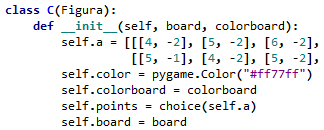 class C(Figura):
def __init__(self, board, colorboard):
self.a = [[[4, -2], [5, -2], [6, -2],
[[5, -1], [4, -2], [5, -2],
self.color = pygame.Color("#ff77ff")
self.colorboard = colorboard
self.points = choice(self.a)
self.board = board